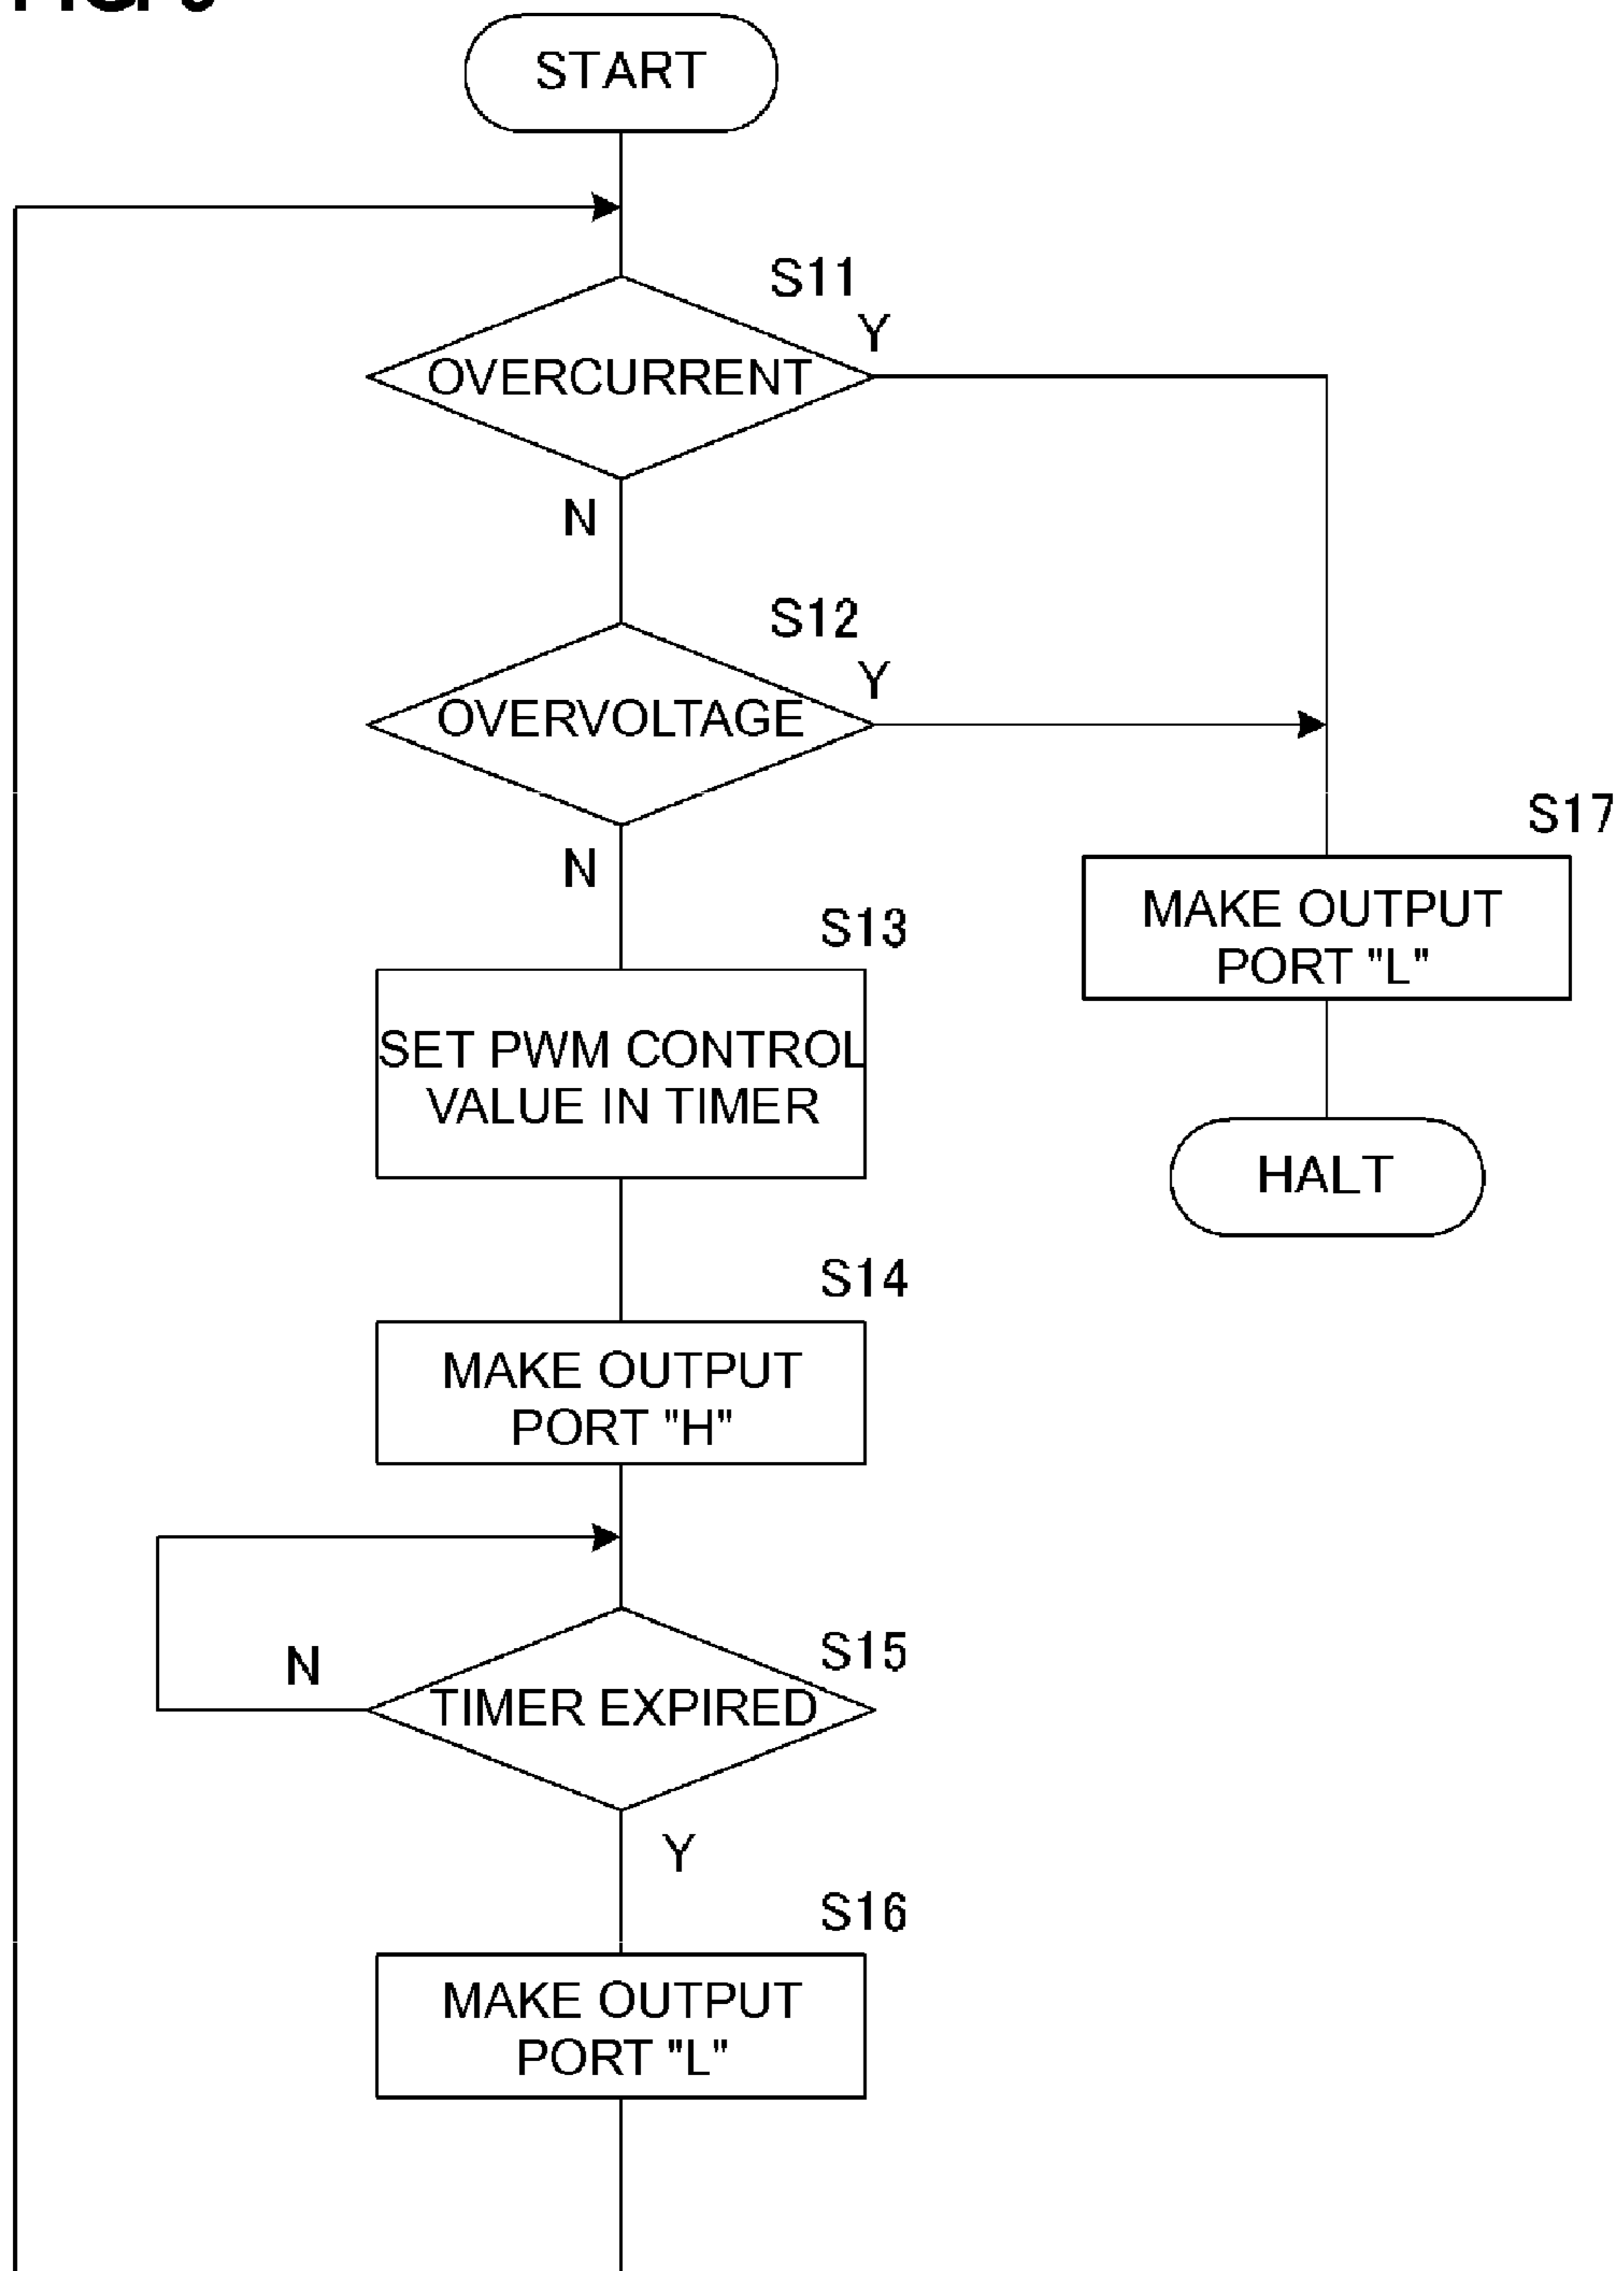 START
S11
Y
OVERCURRENT
N
S12
Y
OVERVOLTAGE
N
S17
MAKE OUTPUT
PORT "L"
HALT
S13
SET PWM CONTROL
VALUE IN TIMER
S14
MAKE OUTPUT
PORT "H"
N
S15
TIMER EXPIRED
Y
S16
MAKE OUTPUT
PORT "L"